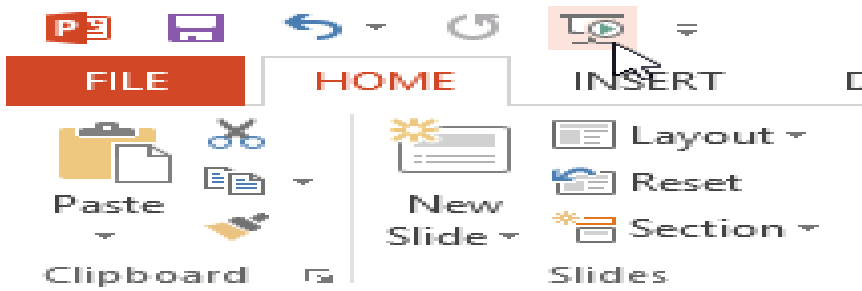 P
FILE HOME INSERT D
Paste
New Slide
Layout
Reset
Section
Clipboard
Slides